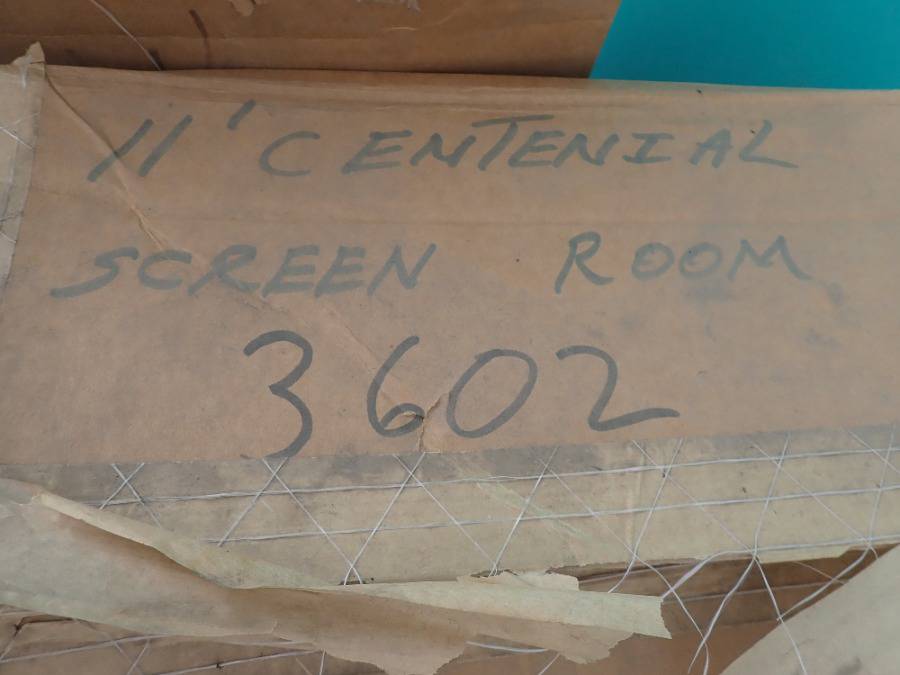 11' CENTENIAL
SCREEN ROOM
3602